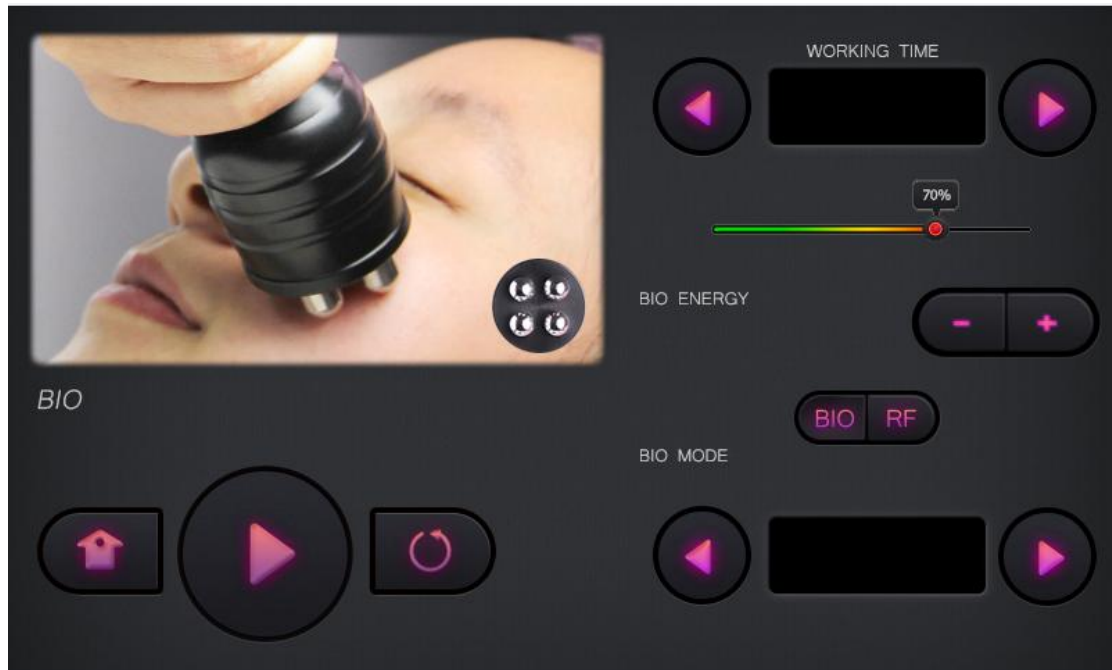 WORKING TIME
70%
BIO ENERGY
- +
BIO
BIO RF
BIO MODE